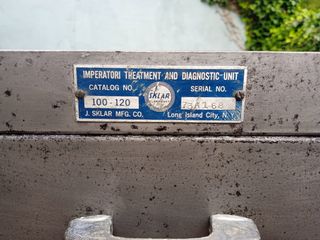 IMPERATORI TREATMENT AND DIAGNOSTIC UNIT
CATALOG NO. SERIAL NO.
100-120 SKLAR
J. SKLAR MFG. CO. Long Island City, N.Y.